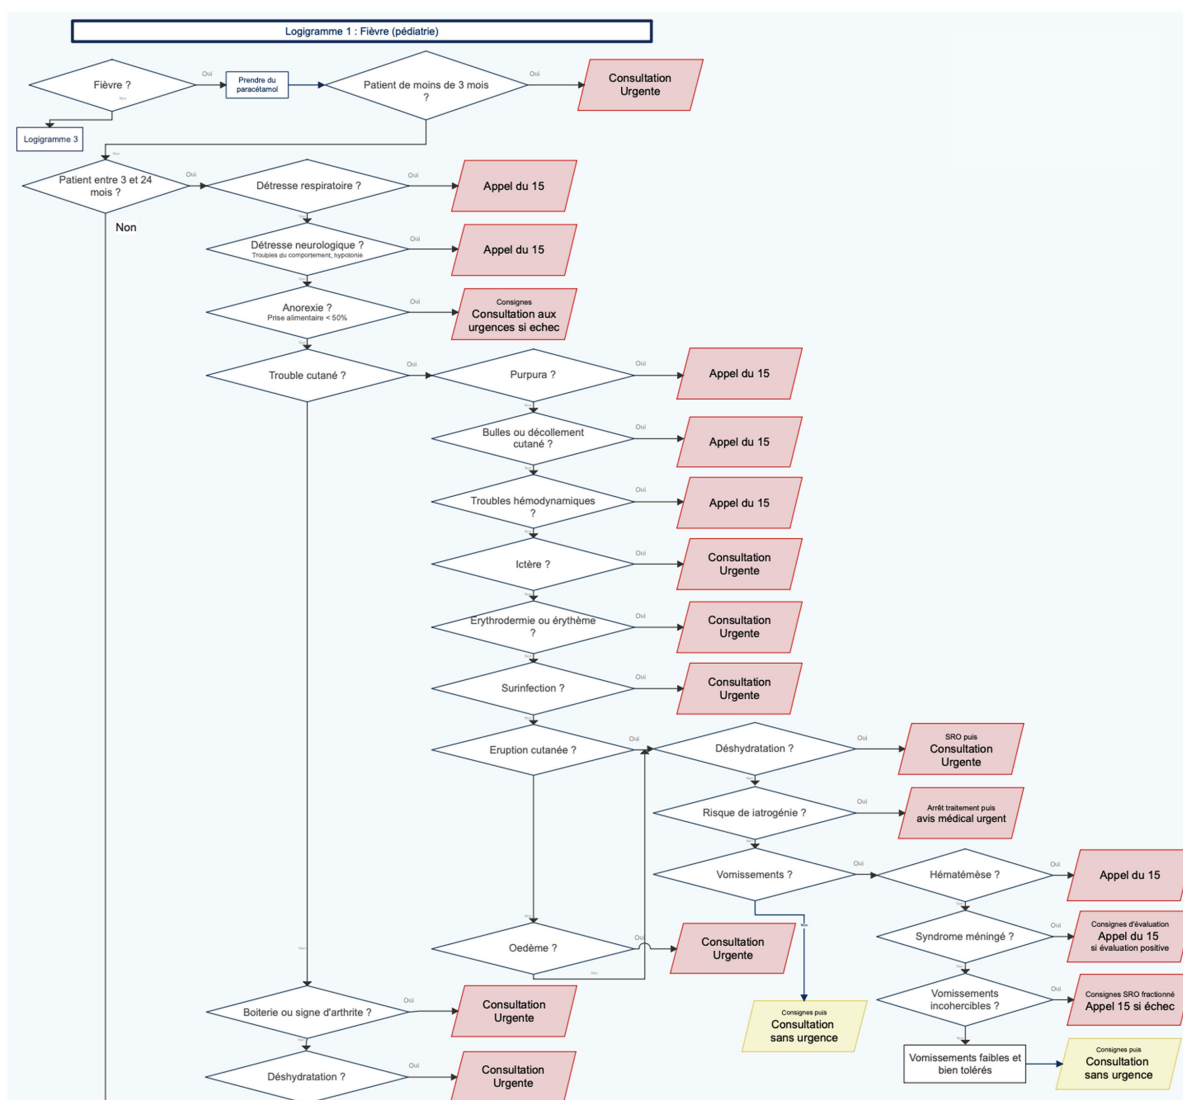 Logigramme 1 : Fièvre (pédiatrie)
Fièvre ?
Oui
Non
Prendre du
paracétamol
Patient de moins de 3 mois
?
Oui
Consultation
Urgente
Logigramme 3
Non
Patient entre 3 et 24
mois ?
Oui
Non
Détresse respiratoire ?
Oui
Appel du 15
Détresse neurologique ?
Troubles du comportement, hypotonie
Oui
Appel du 15
Anorexie ?
Prise alimentaire < 50%
Oui
Consignes
Consultation aux
urgences si echec
Trouble cutané ?
Oui
Purpura ?
Oui
Appel du 15
Bulles ou décollement
cutané ?
Oui
Appel du 15
Troubles hémodynamiques
?
Oui
Appel du 15
Ictère ?
Oui
Consultation
Urgente
Erythrodermie ou érythème
?
Oui
Consultation
Urgente
Surinfection ?
Oui
Consultation
Urgente
Eruption cutanée ?
Oui
Déshydratation ?
Oui
SRO puis
Consultation
Urgente
Risque de iatrogénie ?
Oui
Arrêt traitement puis
avis médical urgent
Vomissements ?
Oui
Hématémèse ?
Oui
Appel du 15
Syndrome méningé ?
Oui
Consignes d'évaluation
Appel du 15
si évaluation positive
Oedème ?
Oui
Non
Consultation
Urgente
Vomissements
incohercibles ?
Oui
Consignes SRO fractionné
Appel 15 si échec
Boiterie ou signe d'arthrite ?
Oui
Consultation
Urgente
Consignes puis
Consultation
sans urgence
Vomissements faibles et
bien tolérés
Consignes puis
Consultation
sans urgence
Déshydratation ?
Oui
Consultation
Urgente